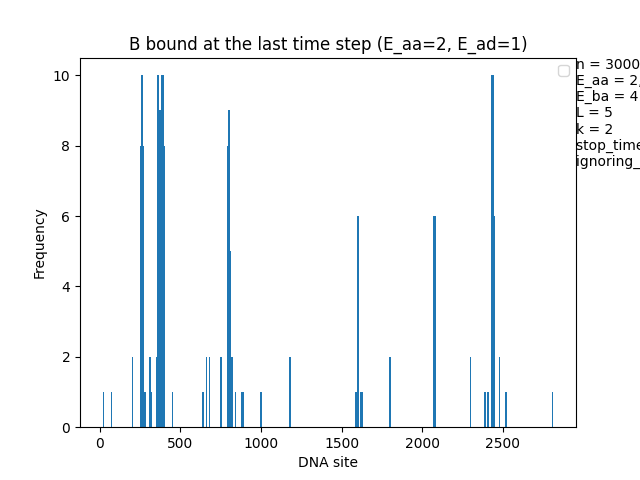 B bound at the last time step (E_aa=2, E_ad=1)
n = 3000
E_aa = 2,
E_ba = 4
L = 5
k = 2
stop_time
ignoring_
10
8
6
4
2
0
Frequency
0 500 1000 1500 2000 2500
DNA site